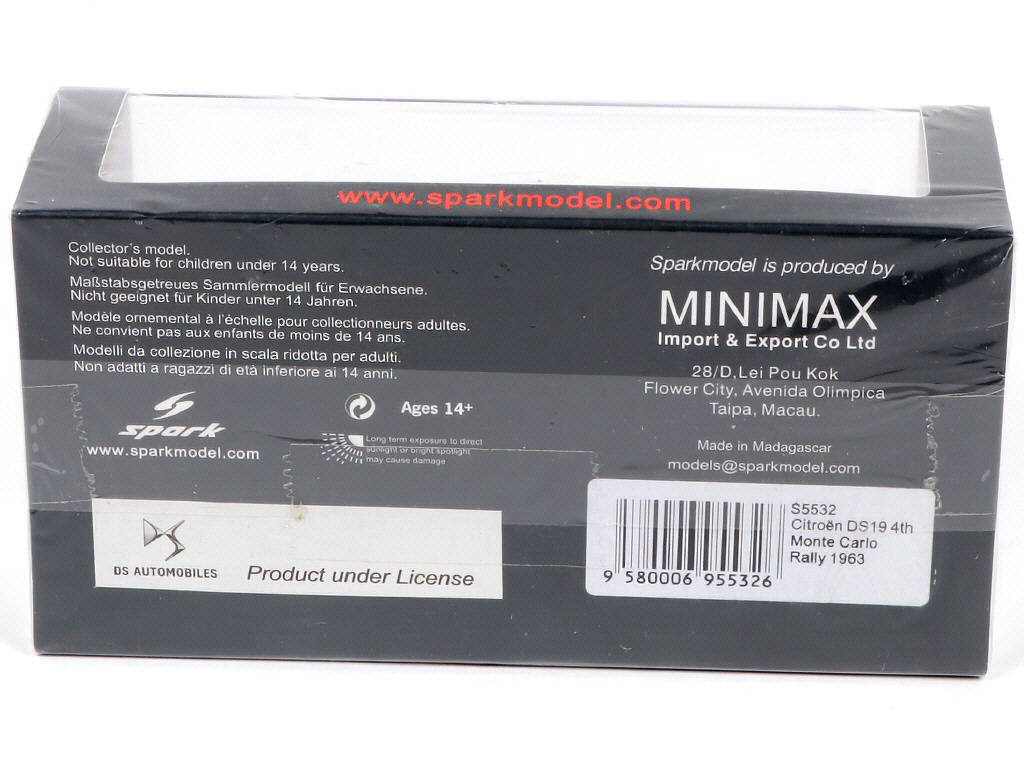 www.sparkmodel.com
Collector's model.
Not suitable for children under 14 years.
Maßstabsgetreues Sammlermodell für Erwachsene.
Nicht geeignet für Kinder unter 14 Jahren.
Modèle ornemental à l'échelle pour collectionneurs adultes.
Ne convient pas aux enfants de moins de 14 ans.
Modelli da collezione in scala ridotta per adulti.
Non adatti a ragazzi di età inferiore ai 14 anni.
spark
www.sparkmodel.com
Ages 14+
Long term exposure to direct
sunlight or bright spotlight
may cause damage
Sparkmodel is produced by
MINIMAX
Import & Export Co Ltd
28/D, Lei Pou Kok
Flower City, Avenida Olimpica
Taipa, Macau.
Made in Madagascar
models@sparkmodel.com
DS AUTOMOBILES
Product under License
S5532
Citroën DS19 4th
Monte Carlo
Rally 1963
9 580006 955326